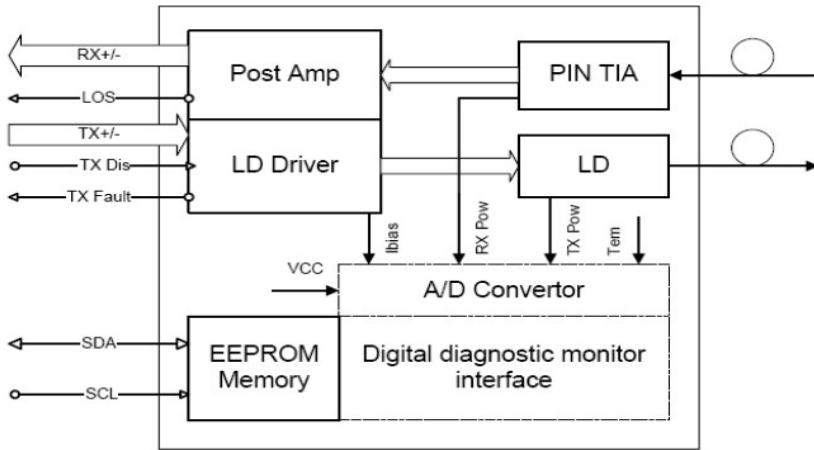 RX+/-
Post Amp
PIN TIA
LOS
TX+/-
TX Dis
LD Driver
LD
TX Fault
Ibias
RX Pow
TX Pow
Tem
VCC
A/D Convertor
SDA
EEPROM
Memory
Digital diagnostic monitor
interface
SCL